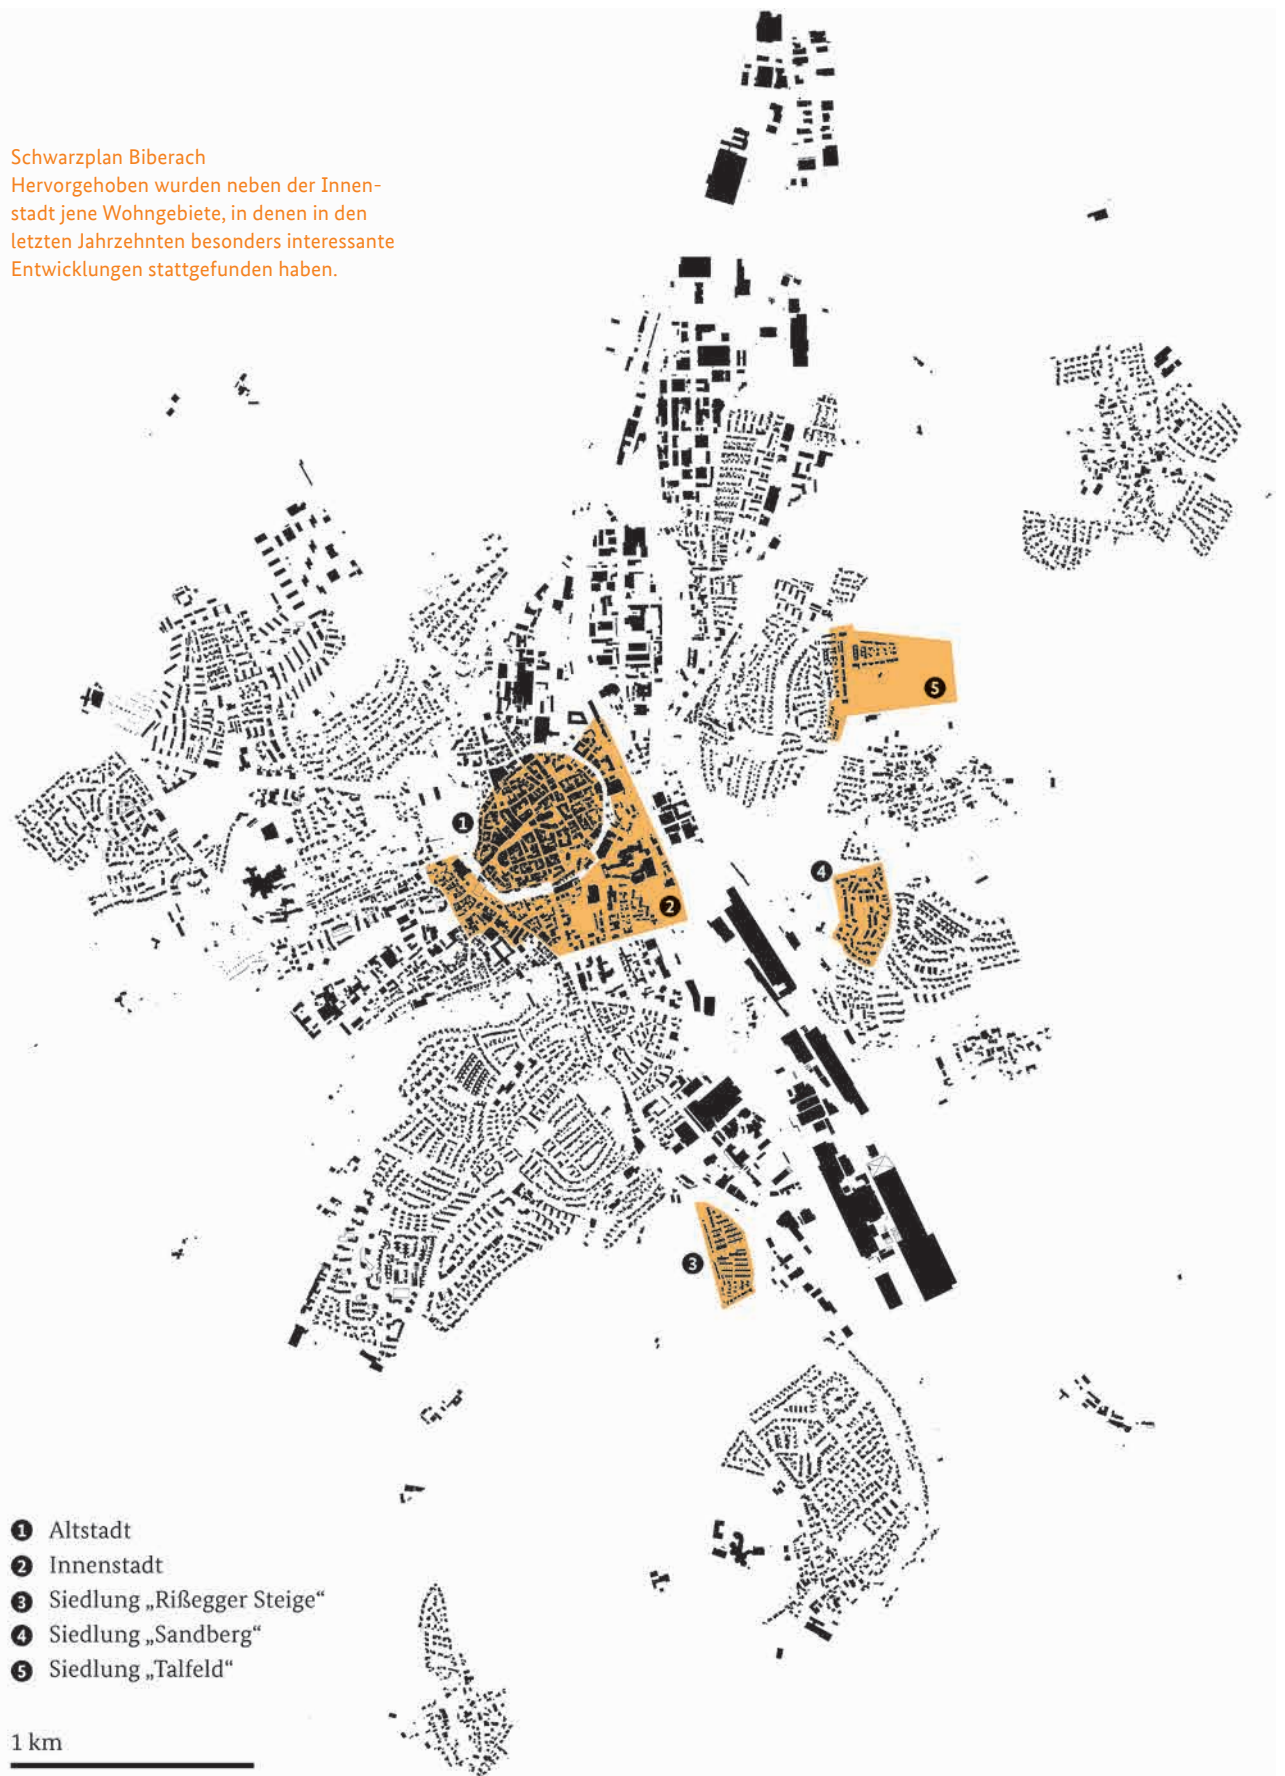 Schwarzplan Biberach
Hervorgehoben wurden neben der Innen-
stadt jene Wohngebiete, in denen in den
letzten Jahrzehnten besonders interessante
Entwicklungen stattgefunden haben.
5
1
4
2
3
1 Altstadt
2 Innenstadt
3 Siedlung „Rißegger Steige“
4 Siedlung „Sandberg“
5 Siedlung „Talfeld“
1 km